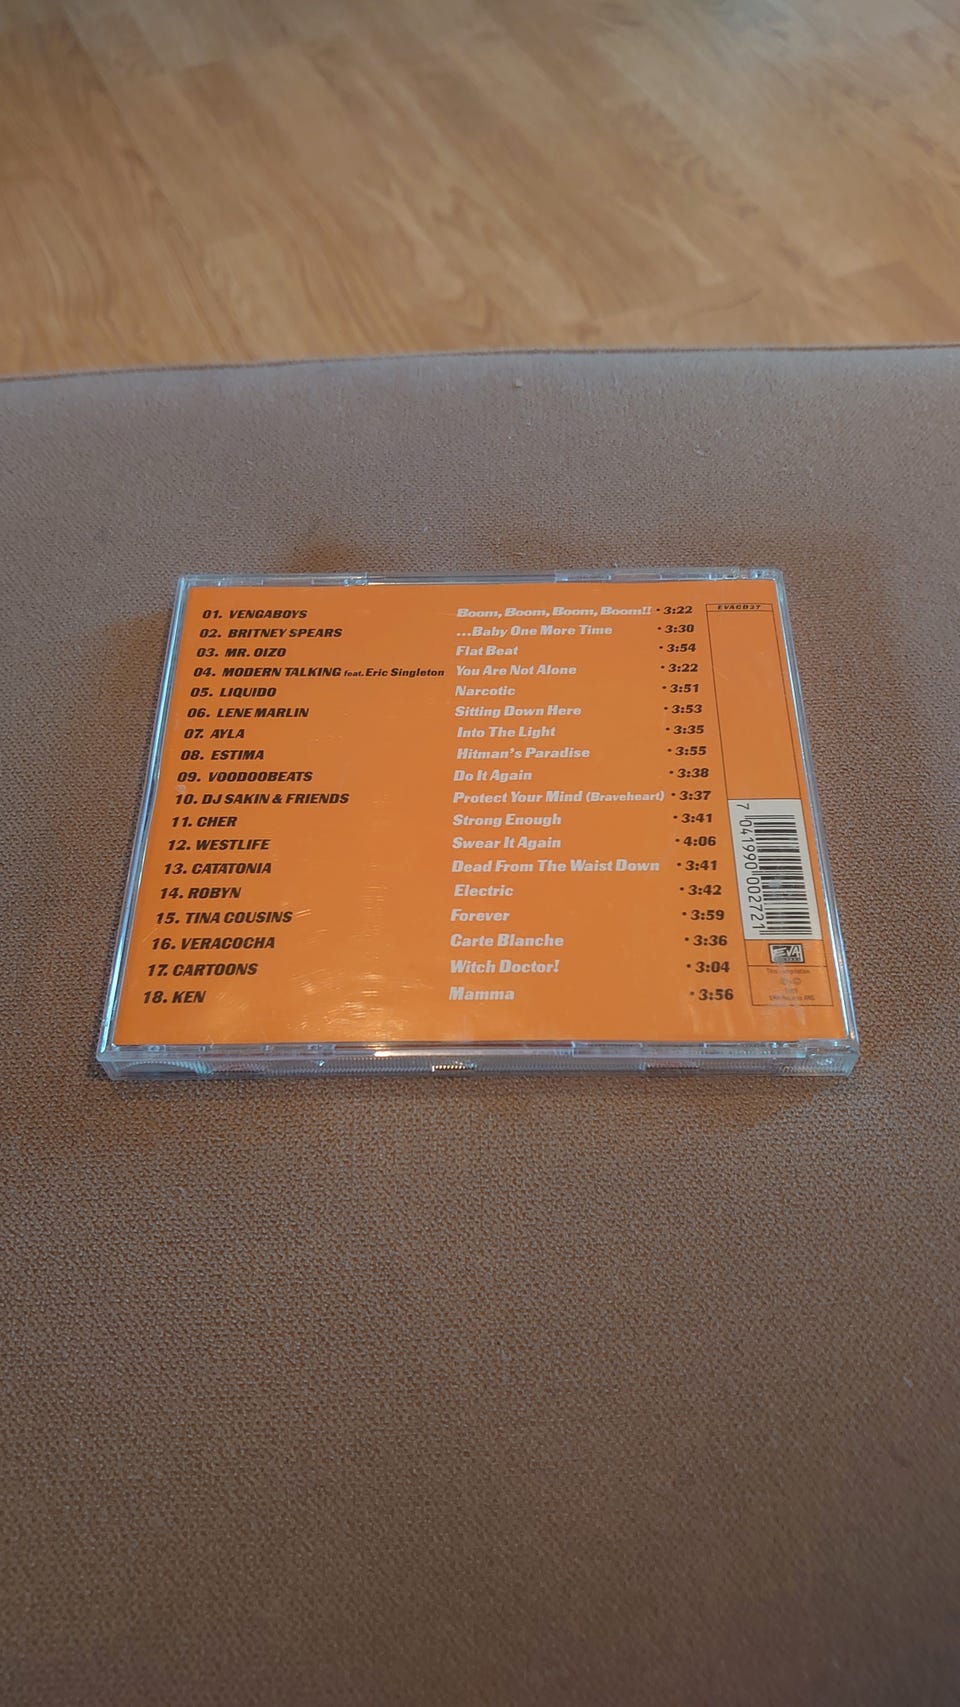 01. VENGABOYS Boom, Boom, Boom, Boom!! • 3:22
02. BRITNEY SPEARS ...Baby One More Time • 3:30
03. MR. OIZO Flat Beat • 3:54
04. MODERN TALKING feat. Eric Singleton You Are Not Alone • 3:22
05. LIQUIDO Narcotic • 3:51
06. LENE MARLIN Sitting Down Here • 3:53
07. AYLA Into The Light • 3:35
08. ESTIMA Hitman's Paradise • 3:55
09. VOODOOBEATS Do It Again • 3:38
10. DJ SAKIN & FRIENDS Protect Your Mind (Braveheart) • 3:37
11. CHER Strong Enough • 3:41
12. WESTLIFE Swear It Again • 4:06
13. CATATONIA Dead From The Waist Down • 3:41
14. ROBYN Electric • 3:42
15. TINA COUSINS Forever • 3:59
16. VERACOCHA Carte Blanche • 3:36
17. CARTOONS Witch Doctor! • 3:04
18. KEN Mamma • 3:56
EVACD27
7 041990 002721
EVA
This compilation